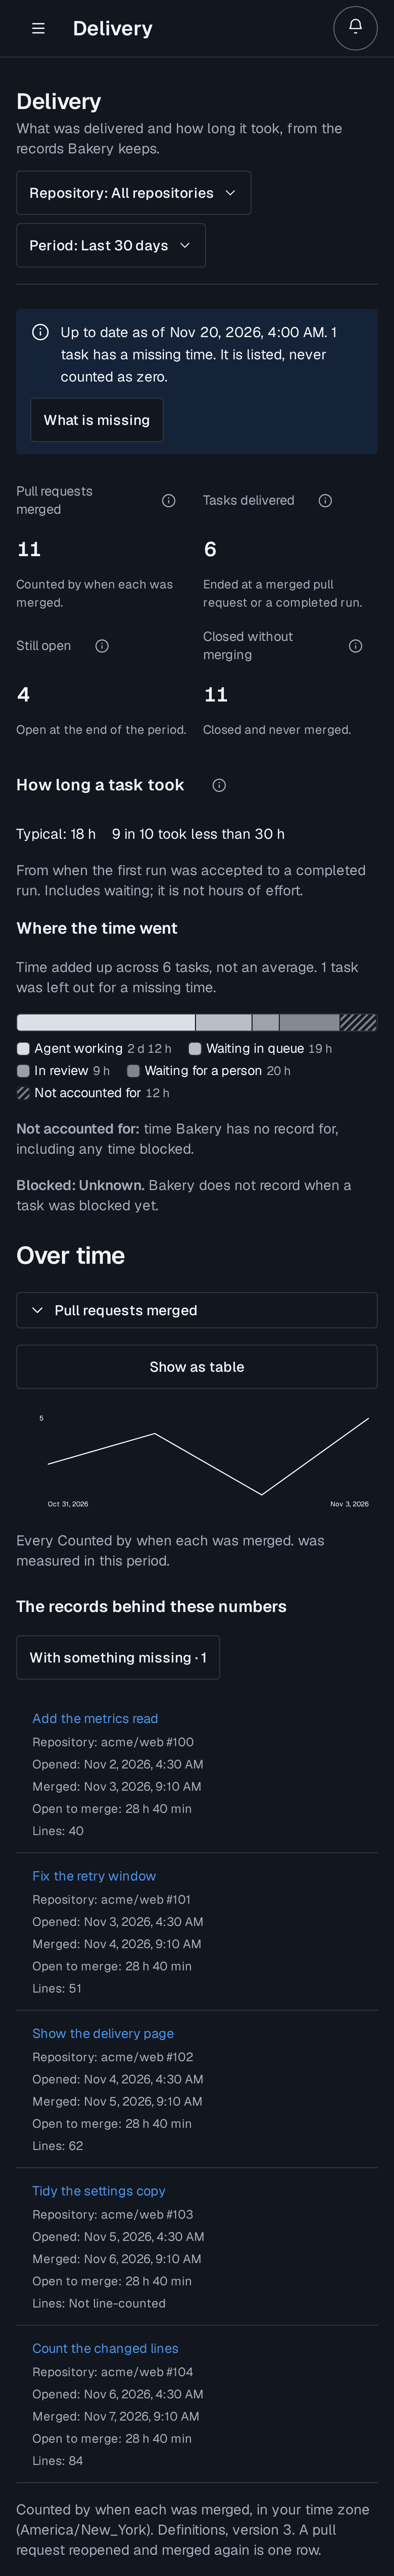 Delivery
Delivery
What was delivered and how long it took, from the
records Bakery keeps.
Repository: All repositories
Period: Last 30 days
Up to date as of Nov 20, 2026, 4:00 AM. 1
task has a missing time. It is listed, never
counted as zero.
What is missing
Pull requests
merged
11
Counted by when each was
merged.
Tasks delivered
6
Ended at a merged pull
request or a completed run.
Still open
4
Open at the end of the period.
Closed without
merging
11
Closed and never merged.
How long a task took
Typical: 18 h 9 in 10 took less than 30 h
From when the first run was accepted to a completed
run. Includes waiting; it is not hours of effort.
Where the time went
Time added up across 6 tasks, not an average. 1 task
was left out for a missing time.
Agent working 2 d 12 h Waiting in queue 19 h
In review 9 h Waiting for a person 20 h
Not accounted for 12 h
Not accounted for: time Bakery has no record for,
including any time blocked.
Blocked: Unknown. Bakery does not record when a
task was blocked yet.
Over time
Pull requests merged
Show as table
5
Oct 31, 2026 Nov 3, 2026
Every Counted by when each was merged. was
measured in this period.
The records behind these numbers
With something missing · 1
Add the metrics read
Repository: acme/web #100
Opened: Nov 2, 2026, 4:30 AM
Merged: Nov 3, 2026, 9:10 AM
Open to merge: 28 h 40 min
Lines: 40
Fix the retry window
Repository: acme/web #101
Opened: Nov 3, 2026, 4:30 AM
Merged: Nov 4, 2026, 9:10 AM
Open to merge: 28 h 40 min
Lines: 51
Show the delivery page
Repository: acme/web #102
Opened: Nov 4, 2026, 4:30 AM
Merged: Nov 5, 2026, 9:10 AM
Open to merge: 28 h 40 min
Lines: 62
Tidy the settings copy
Repository: acme/web #103
Opened: Nov 5, 2026, 4:30 AM
Merged: Nov 6, 2026, 9:10 AM
Open to merge: 28 h 40 min
Lines: Not line-counted
Count the changed lines
Repository: acme/web #104
Opened: Nov 6, 2026, 4:30 AM
Merged: Nov 7, 2026, 9:10 AM
Open to merge: 28 h 40 min
Lines: 84
Counted by when each was merged, in your time zone
(America/New_York). Definitions, version 3. A pull
request reopened and merged again is one row.